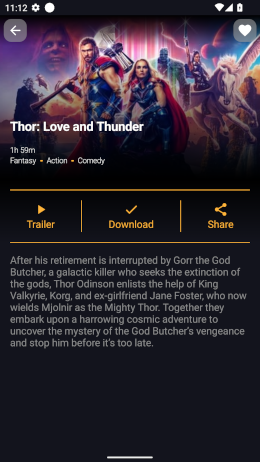 11:12
Thor: Love and Thunder
1h 59m
Fantasy - Action - Comedy
Trailer
Download
Share
After his retirement is interrupted by Gorr the God
Butcher, a galactic killer who seeks the extinction of
the gods, Thor Odinson enlists the help of King
Valkyrie, Korg, and ex-girlfriend Jane Foster, who now
wields Mjolnir as the Mighty Thor. Together they
embark upon a harrowing cosmic adventure to
uncover the mystery of the God Butcher's vengeance
and stop him before it's too late.